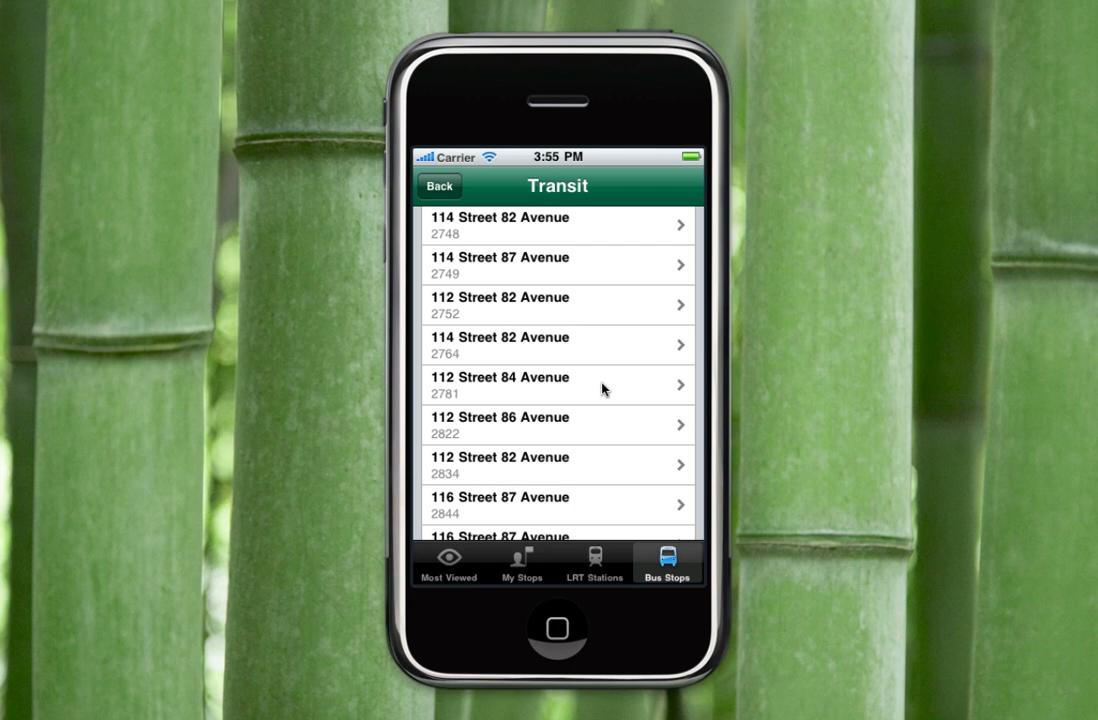 Carrier 3:55 PM
Back Transit
114 Street 82 Avenue
2748
114 Street 87 Avenue
2749
112 Street 82 Avenue
2752
114 Street 82 Avenue
2764
112 Street 84 Avenue
2781
112 Street 86 Avenue
2822
112 Street 82 Avenue
2834
116 Street 87 Avenue
2844
116 Street 87 Avenue
Most Viewed My Stops LRT Stations Bus Stops